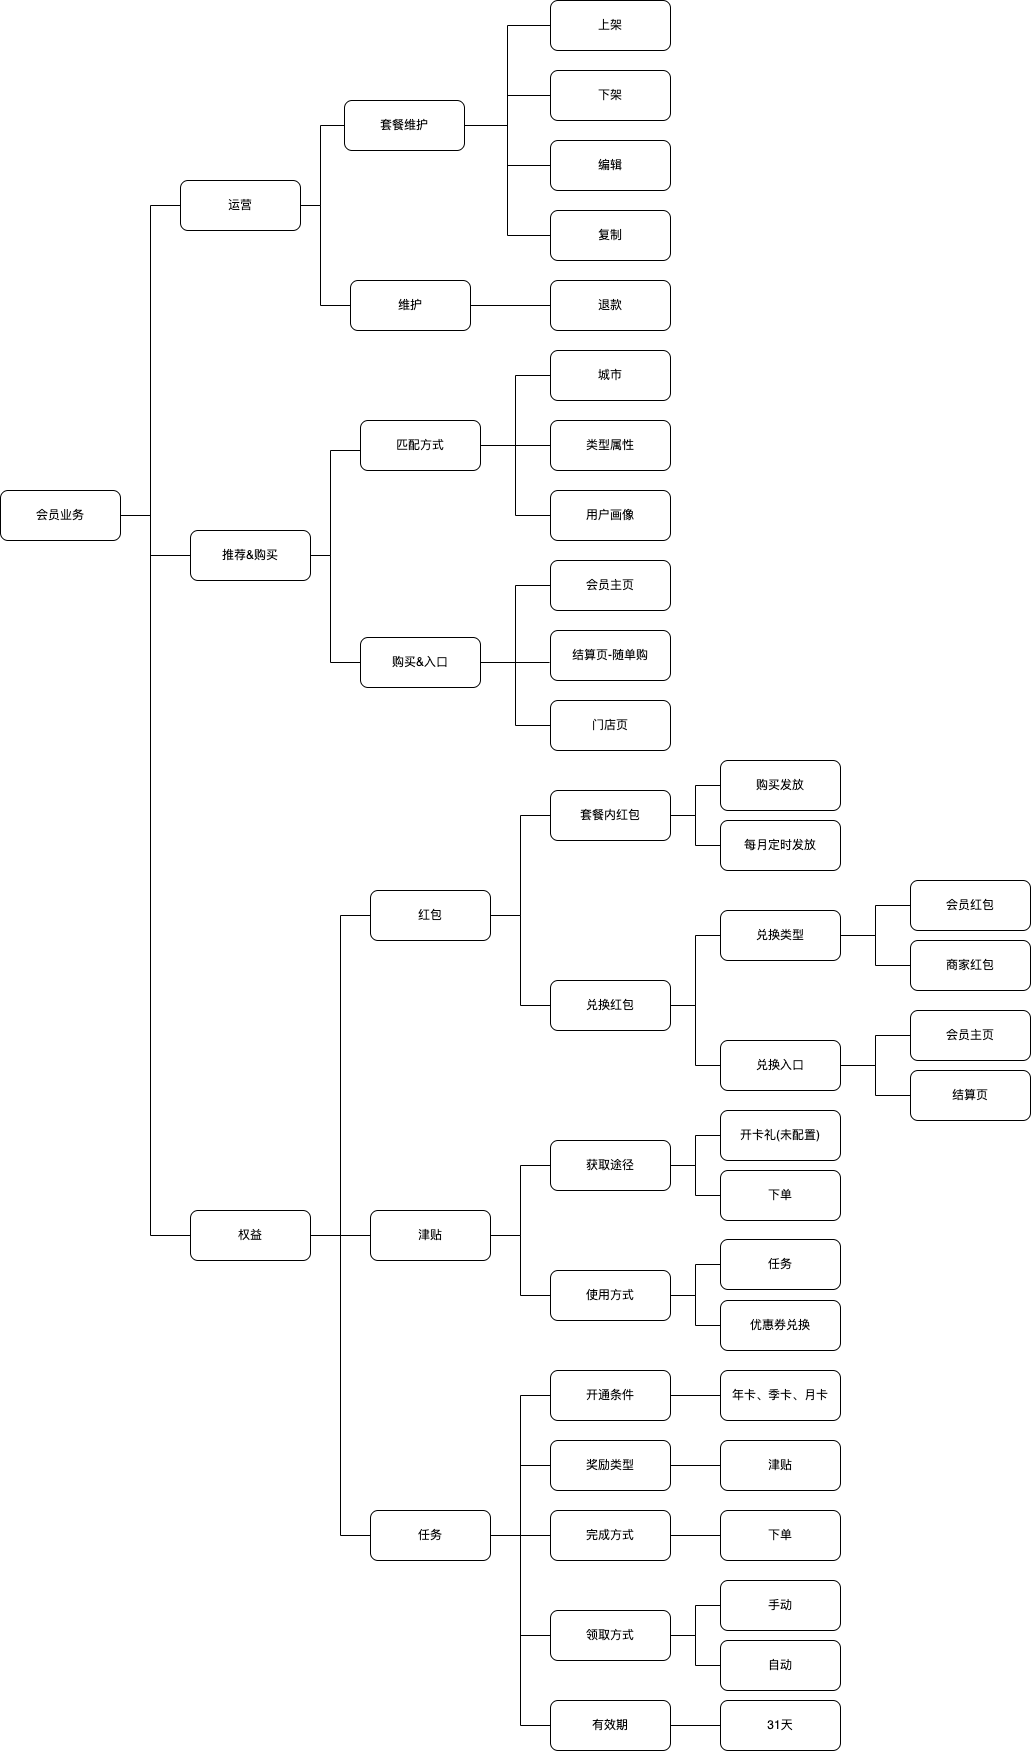 会员业务
运营
套餐维护
上架
下架
编辑
复制
维护
退款
推荐&购买
匹配方式
城市
类型属性
用户画像
购买&入口
会员主页
结算页-随单购
门店页
权益
红包
套餐内红包
购买发放
每月定时发放
兑换红包
兑换类型
会员红包
商家红包
兑换入口
会员主页
结算页
津贴
获取途径
开卡礼(未配置)
下单
使用方式
任务
优惠券兑换
任务
开通条件
年卡、季卡、月卡
奖励类型
津贴
完成方式
下单
领取方式
手动
自动
有效期
31天